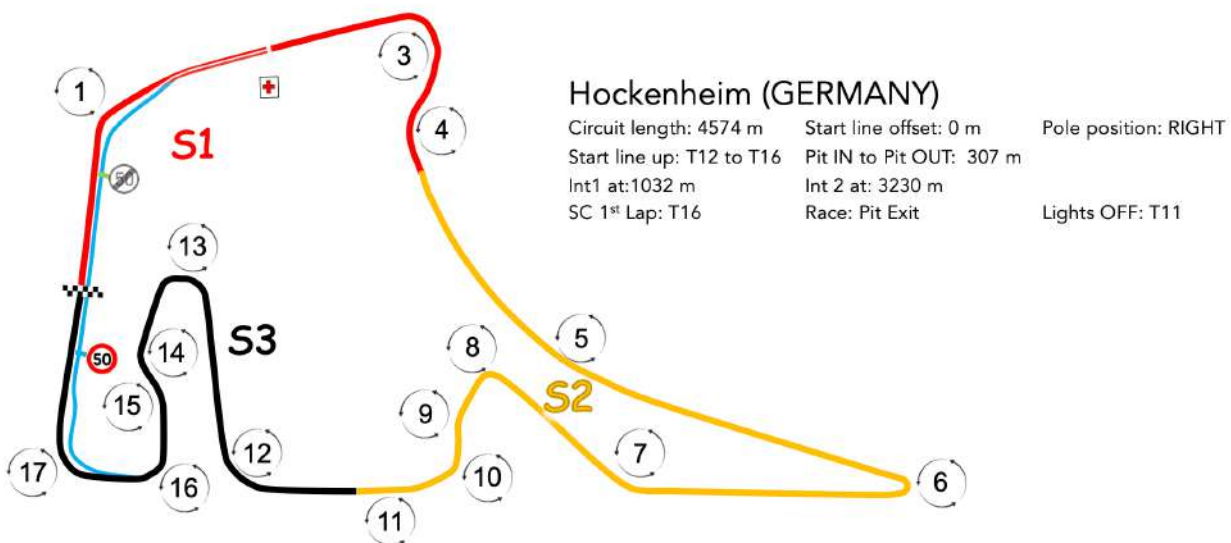 3
1
Hockenheim (GERMANY)
4
Circuit length: 4574 m Start line offset: 0 m Pole position: RIGHT
S1
Start line up: T12 to T16 Pit IN to Pit OUT: 307 m
50
Int1 at:1032 m Int 2 at: 3230 m
SC 1st Lap: T16 Race: Pit Exit Lights OFF: T11
13
S3
5
8
50
14
S2
15
9
7
12
17
16
10
6
11